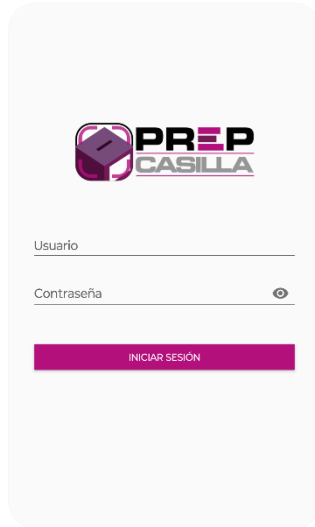 PREP
CASILLA
Usuario
Contraseña
INICIAR SESIÓN